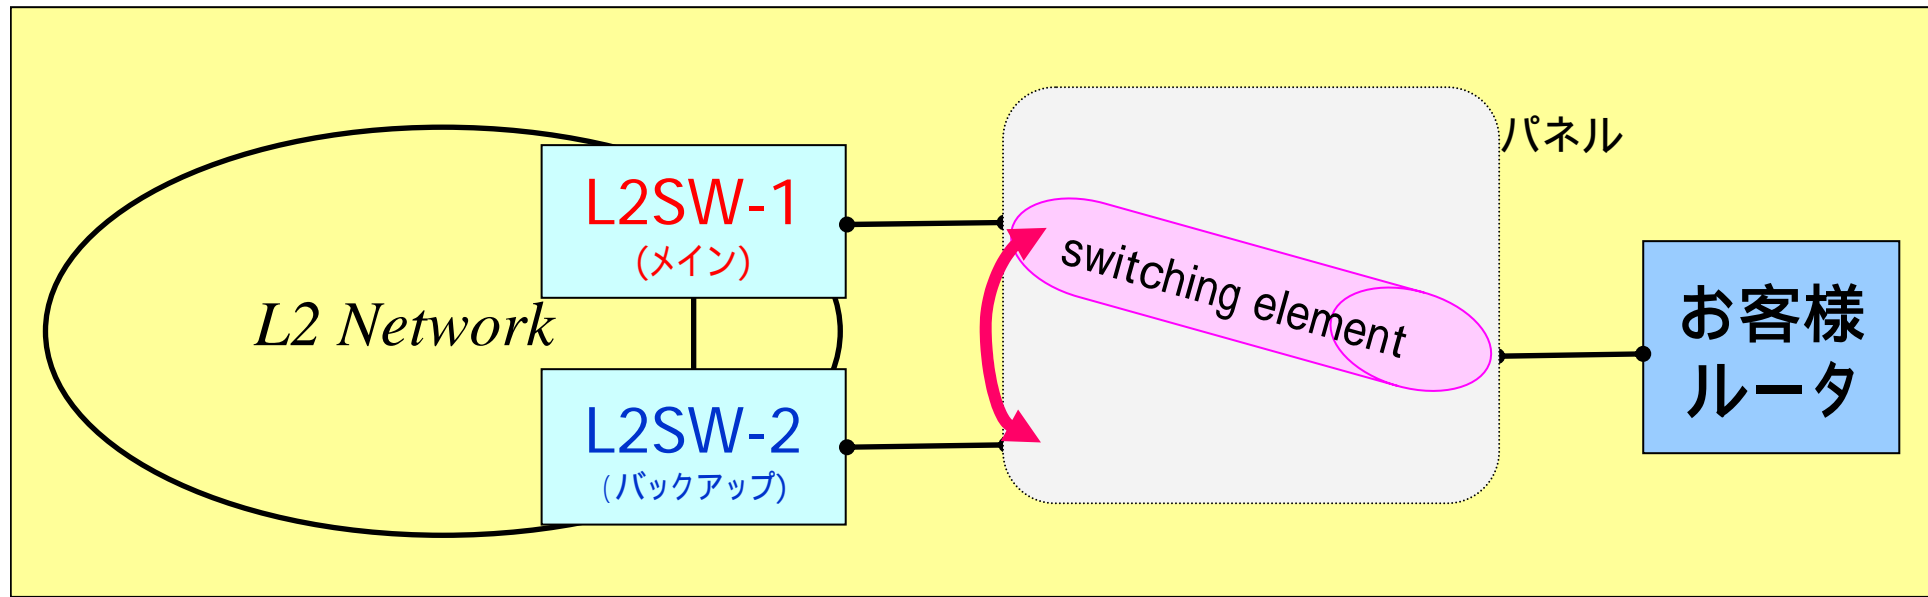 パネル
L2SW-1
(メイン)
switching element
L2 Network
お客様
ルータ
L2SW-2
(バックアップ)